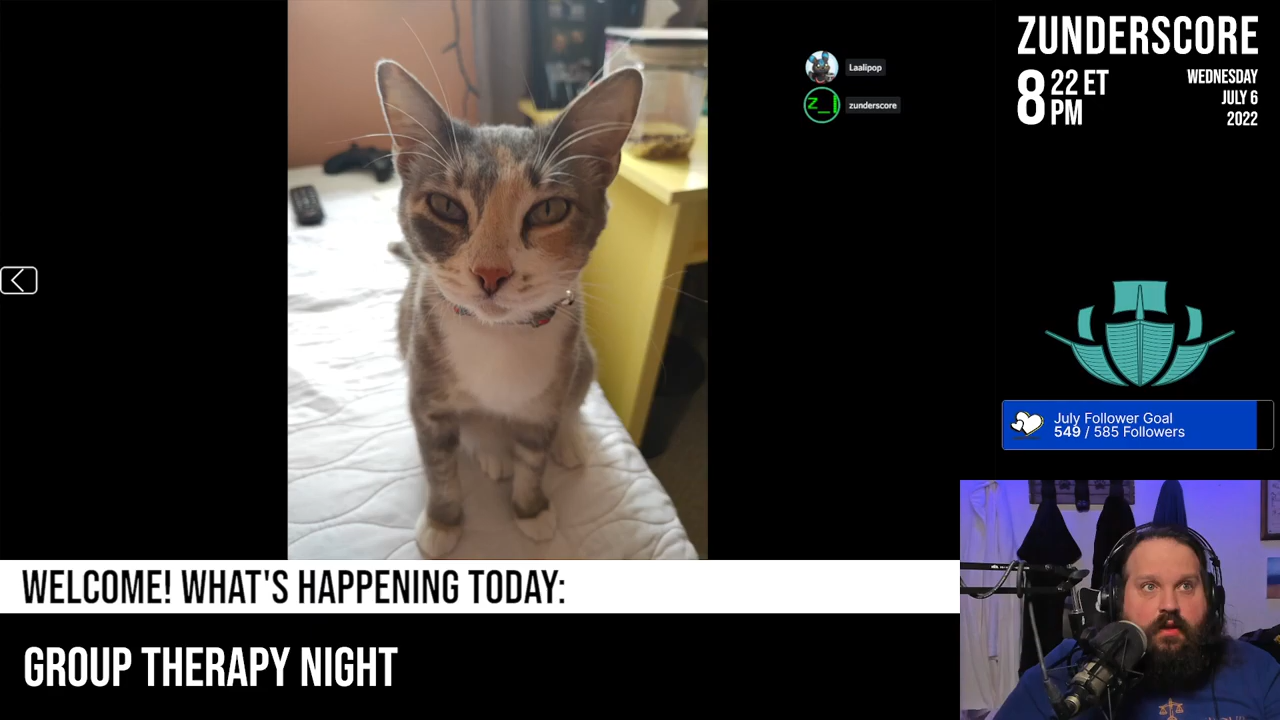 Laalipop
zunderscore
Z_
ZUNDERSCORE
8 22 ET
PM
WEDNESDAY
JULY 6
2022
July Follower Goal
549 / 585 Followers
WELCOME! WHAT'S HAPPENING TODAY:
GROUP THERAPY NIGHT